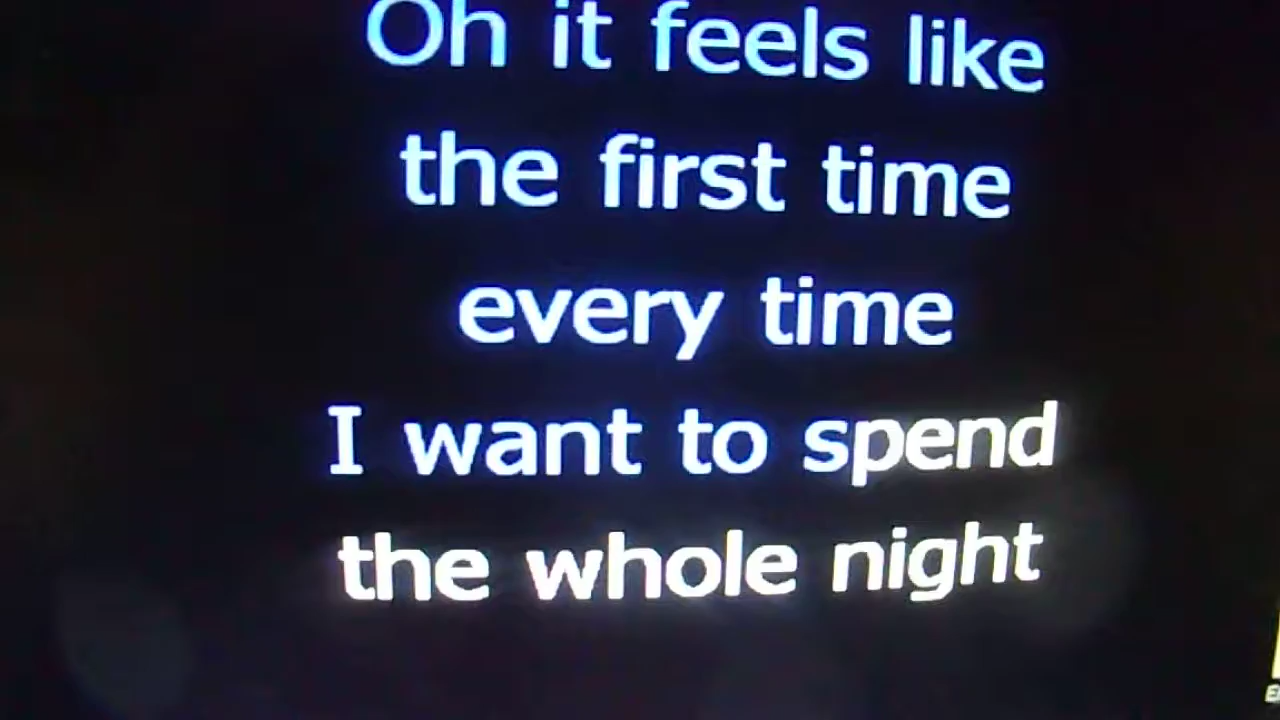 Oh it feels like
the first time
every time
I want to spend
the whole night